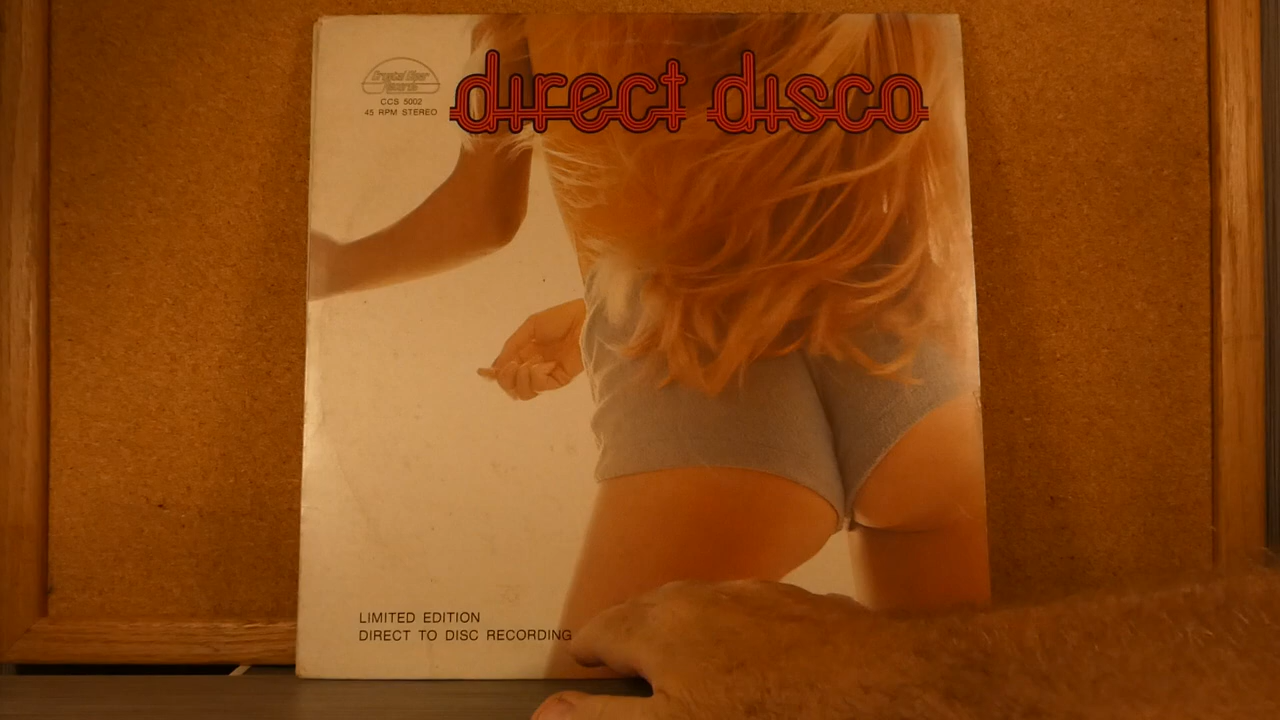 Crystal Clear
Records
CCS 5002
45 RPM STEREO
direct disco
LIMITED EDITION
DIRECT TO DISC RECORDING